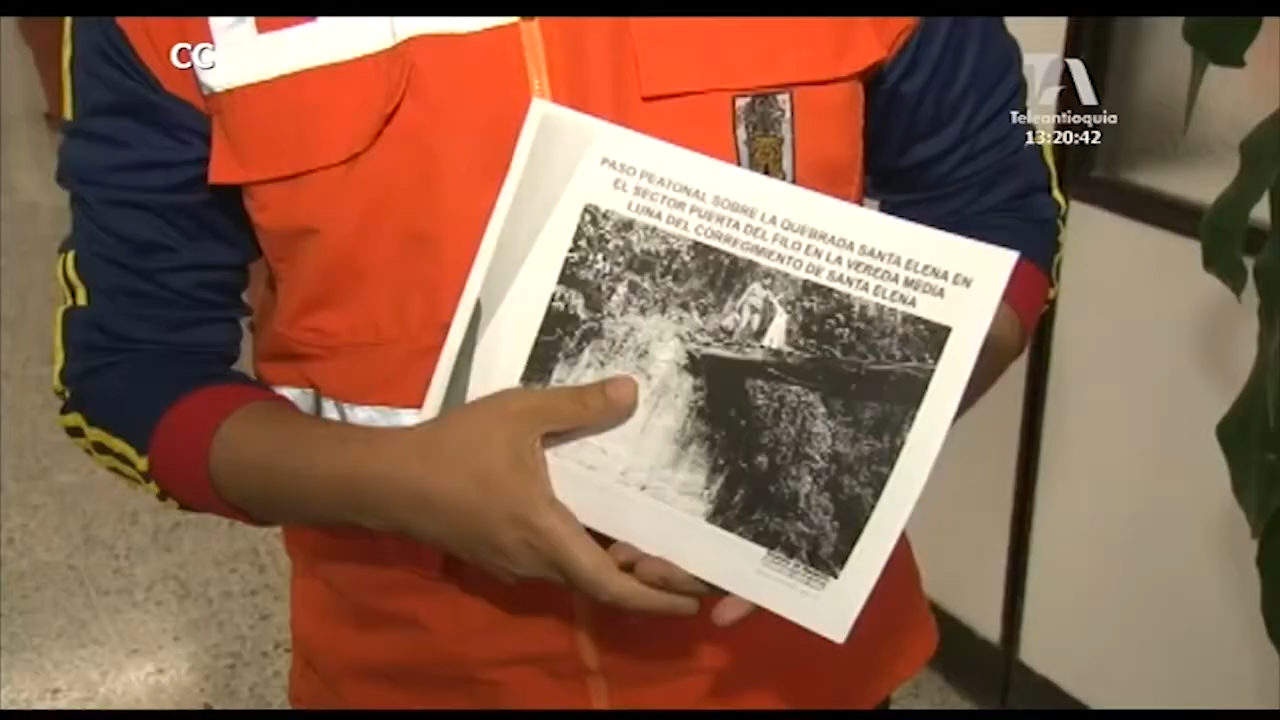 CC
TA
Teleantioquia
13:20:42
PASO PEATONAL SOBRE LA QUEBRADA SANTA ELENA EN
EL SECTOR PUERTA DEL FILO EN LA VEREDA MEDIA
LUNA DEL CORREGIMIENTO DE SANTA ELENA